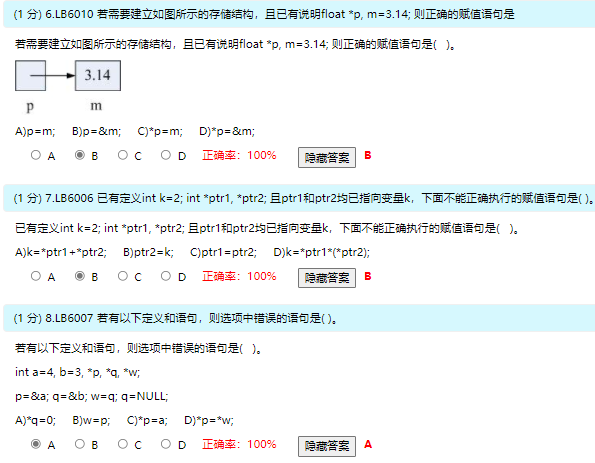 (1 分) 6.LB6010 若需要建立如图所示的存储结构，且已有说明float *p, m=3.14; 则正确的赋值语句是
若需要建立如图所示的存储结构，且已有说明float *p, m=3.14; 则正确的赋值语句是(   )。
3.14
p m
A)p=m;   B)p=&m;   C)*p=m;   D)*p=&m;
A B C D 正确率：100% 隐藏答案 B
(1 分) 7.LB6006 已有定义int k=2; int *ptr1, *ptr2; 且ptr1和ptr2均已指向变量k，下面不能正确执行的赋值语句是( )。
已有定义int k=2; int *ptr1, *ptr2; 且ptr1和ptr2均已指向变量k，下面不能正确执行的赋值语句是(   )。
A)k=*ptr1+*ptr2;   B)ptr2=k;   C)ptr1=ptr2;   D)k=*ptr1*(*ptr2);
A B C D 正确率：100% 隐藏答案 B
(1 分) 8.LB6007 若有以下定义和语句，则选项中错误的语句是( )。
若有以下定义和语句，则选项中错误的语句是(   )。
int a=4, b=3, *p, *q, *w;
p=&a; q=&b; w=q; q=NULL;
A)*q=0;   B)w=p;   C)*p=a;   D)*p=*w;
A B C D 正确率：100% 隐藏答案 A